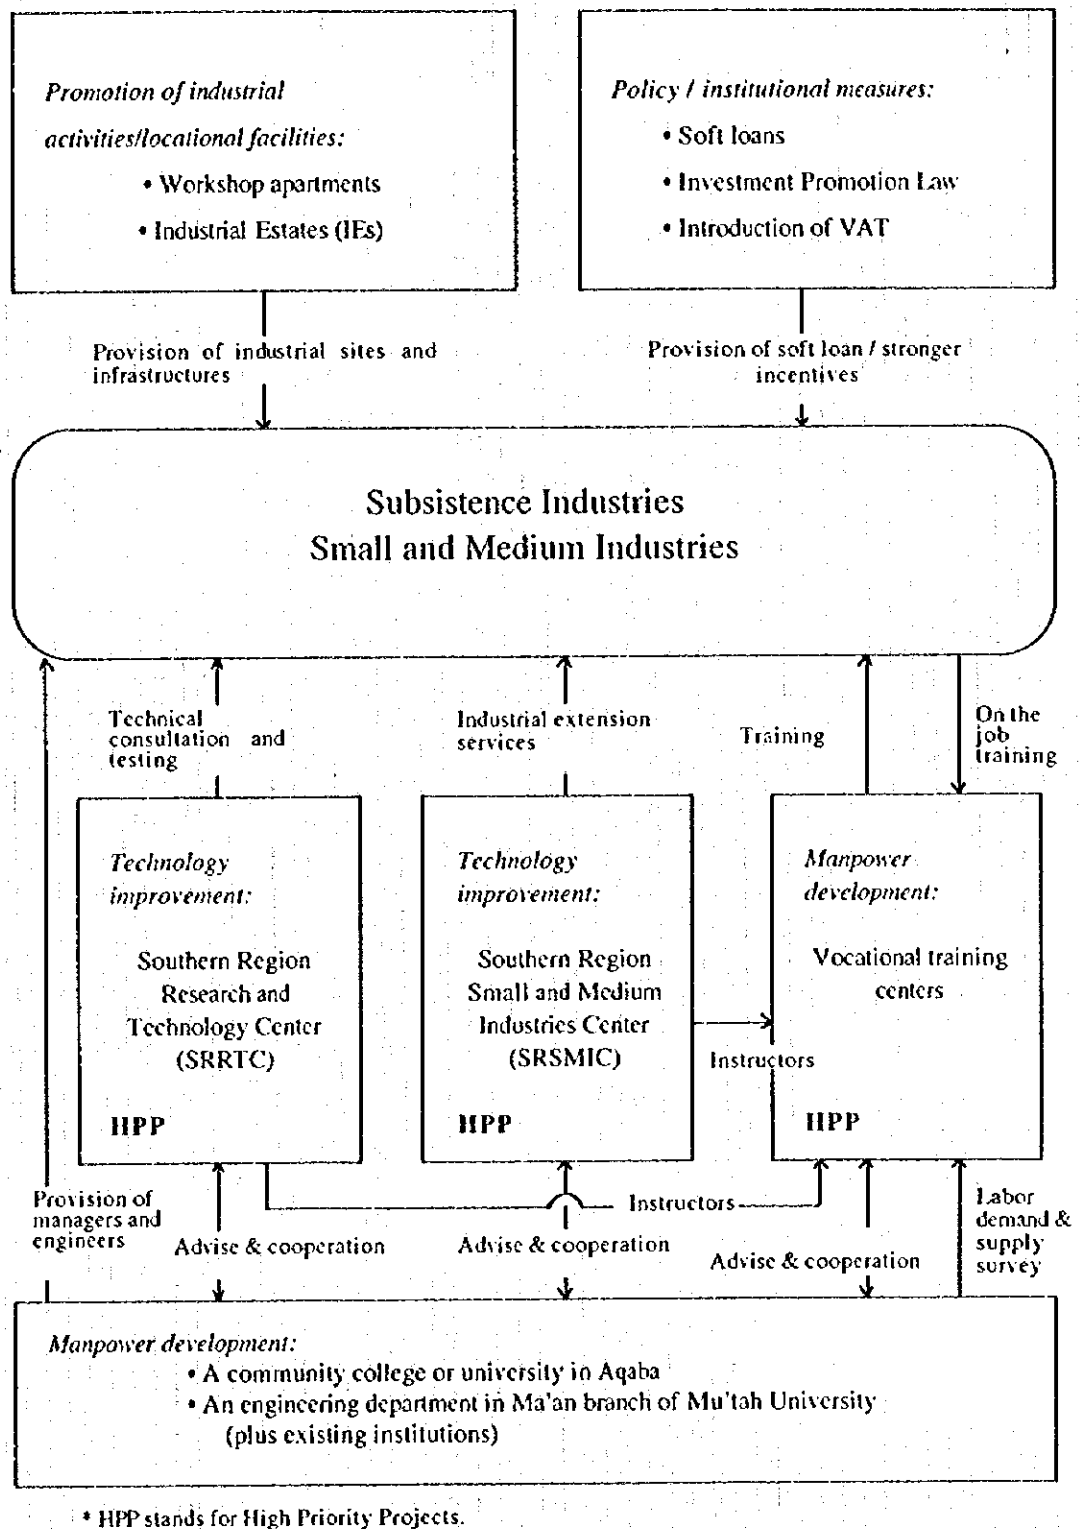 Promotion of industrial
activities/locational facilities:
• Workshop apartments
• Industrial Estates (IEs)
Policy / institutional measures:
• Soft loans
• Investment Promotion Law
• Introduction of VAT
Provision of industrial sites and
infrastructures
Provision of soft loan / stronger
incentives
Subsistence Industries
Small and Medium Industries
Technical
consultation and
testing
Industrial extension
services
Training
On the
job
training
Technology
improvement:
Southern Region
Research and
Technology Center
(SRRTC)
HPP
Technology
improvement:
Southern Region
Small and Medium
Industries Center
(SRSMIC)
HPP
Instructors
Manpower
development:
Vocational training
centers
HPP
Provision of
managers and
engineers
Instructors
Advise & cooperation
Advise & cooperation
Advise & cooperation
Labor
demand &
supply
survey
Manpower development:
• A community college or university in Aqaba
• An engineering department in Ma'an branch of Mu'tah University
(plus existing institutions)
* HPP stands for High Priority Projects.